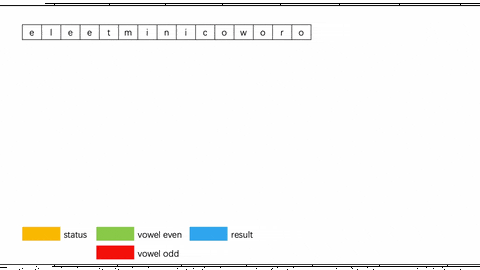 e l e e t m i n i c o w o r o
status vowel even result
vowel odd